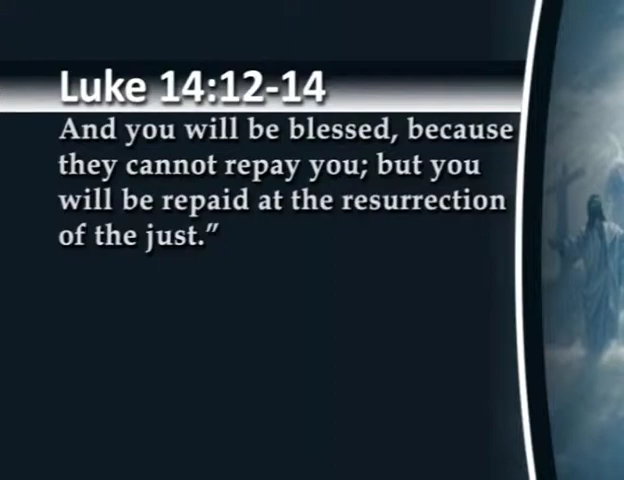 Luke 14:12-14
And you will be blessed, because
they cannot repay you; but you
will be repaid at the resurrection
of the just.”